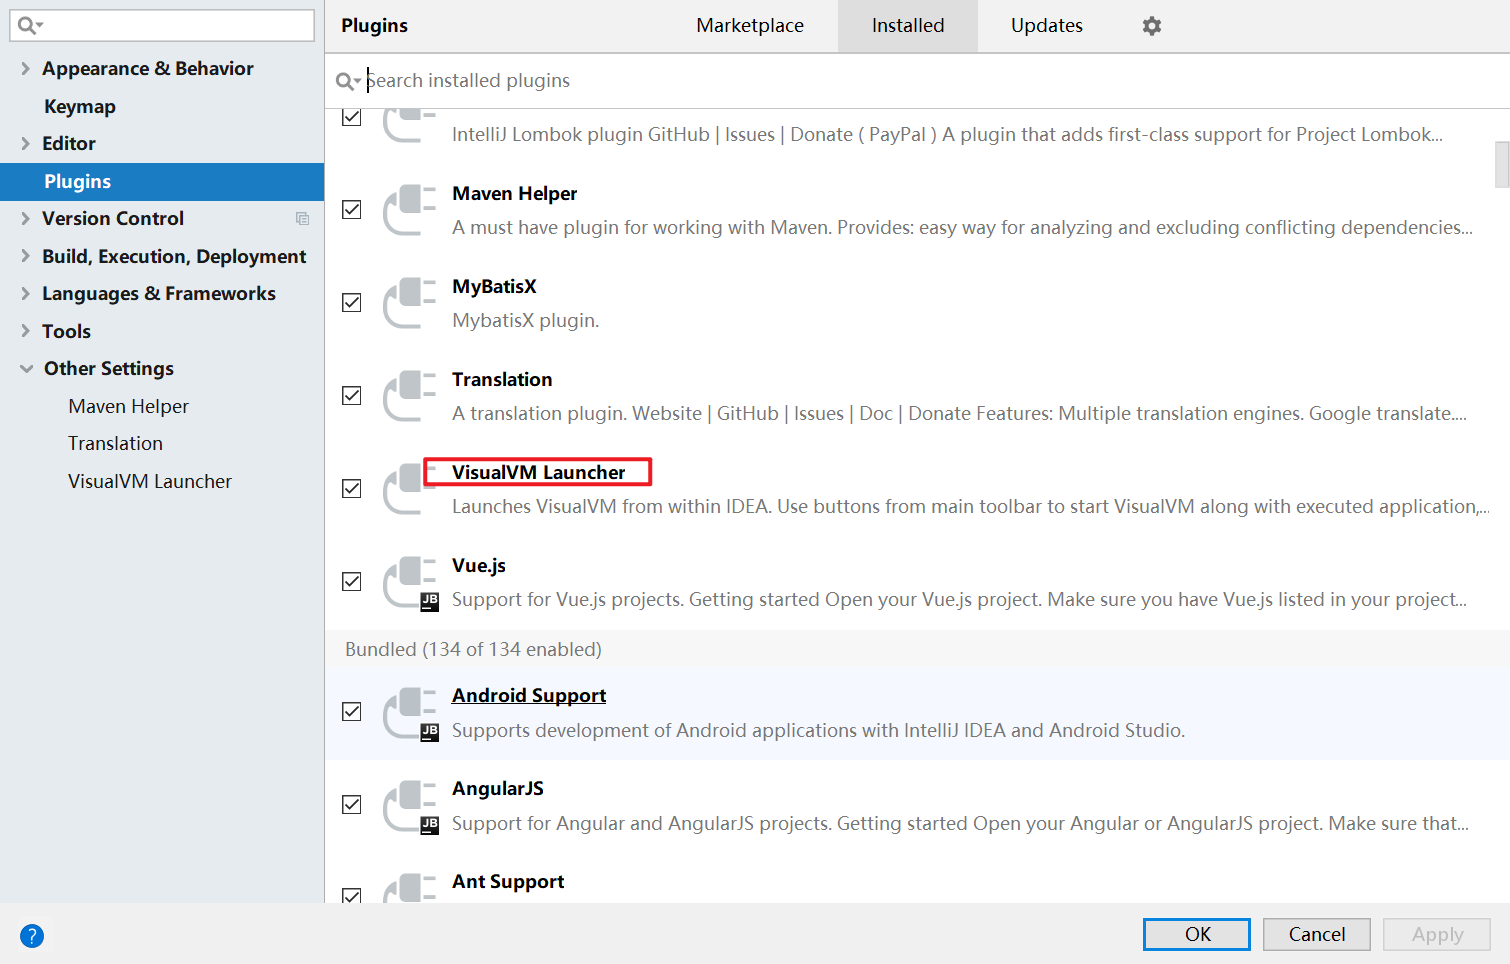 Plugins
Marketplace
Installed
Updates
Appearance & Behavior
Keymap
Editor
Plugins
Version Control
Build, Execution, Deployment
Languages & Frameworks
Tools
Other Settings
Maven Helper
Translation
VisualVM Launcher
Search installed plugins
IntelliJ Lombok plugin GitHub | Issues | Donate ( PayPal ) A plugin that adds first-class support for Project Lombok...
Maven Helper
A must have plugin for working with Maven. Provides: easy way for analyzing and excluding conflicting dependencies...
MyBatisX
MybatisX plugin.
Translation
A translation plugin. Website | GitHub | Issues | Doc | Donate Features: Multiple translation engines. Google translate....
VisualVM Launcher
Launches VisualVM from within IDEA. Use buttons from main toolbar to start VisualVM along with executed application,...
Vue.js
JB
Support for Vue.js projects. Getting started Open your Vue.js project. Make sure you have Vue.js listed in your project...
Bundled (134 of 134 enabled)
Android Support
JB
Supports development of Android applications with IntelliJ IDEA and Android Studio.
AngularJS
JB
Support for Angular and AngularJS projects. Getting started Open your Angular or AngularJS project. Make sure that...
Ant Support
?
OK
Cancel
Apply